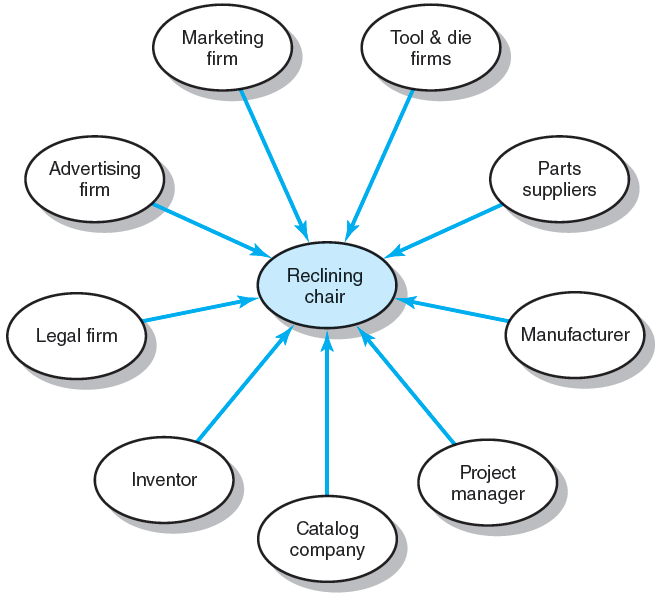 Marketing
firm
Tool & die
firms
Advertising
firm
Parts
suppliers
Reclining
chair
Legal firm
Manufacturer
Inventor
Project
manager
Catalog
company